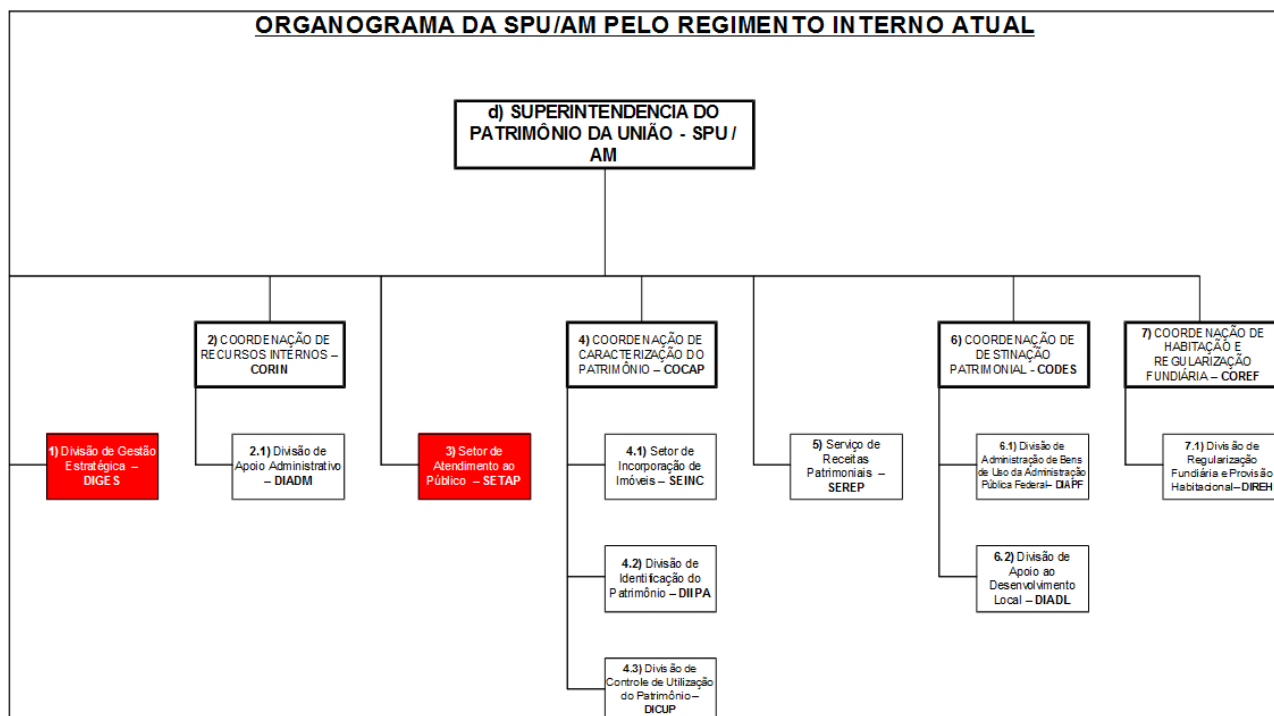 ORGANOGRAMA DA SPU/AM PELO REGIMENTO INTERNO ATUAL
d) SUPERINTENDENCIA DO
PATRIMÔNIO DA UNIÃO - SPU /
AM
2) COORDENAÇÃO DE
RECURSOS INTERNOS –
CORIN
4) COORDENAÇÃO DE
CARACTERIZAÇÃO DO
PATRIMÔNIO – COCAP
6) COORDENAÇÃO DE
DESTINAÇÃO
PATRIMONIAL - CODES
7) COORDENAÇÃO DE
HABITAÇÃO E
REGULARIZAÇÃO
FUNDIÁRIA – COREF
1) Divisão de Gestão
Estratégica –
DIGES
2.1) Divisão de
Apoio Administrativo –
DIADM
3) Setor de
Atendimento ao
Público – SETAP
4.1) Setor de
Incorporação de
Imóveis – SEINC
5) Serviço de
Receitas
Patrimoniais –
SEREP
6.1) Divisão de
Administração de Bens
de Uso da Administração
Pública Federal– DIAPF
7.1) Divisão de
Regularização
Fundiária e Provisão
Habitacional– DIREH
4.2) Divisão de
Identificação do
Patrimônio – DIIPA
6.2) Divisão de
Apoio ao
Desenvolvimento
Local – DIADL
4.3) Divisão de
Controle de Utilização
do Patrimônio –
DICUP